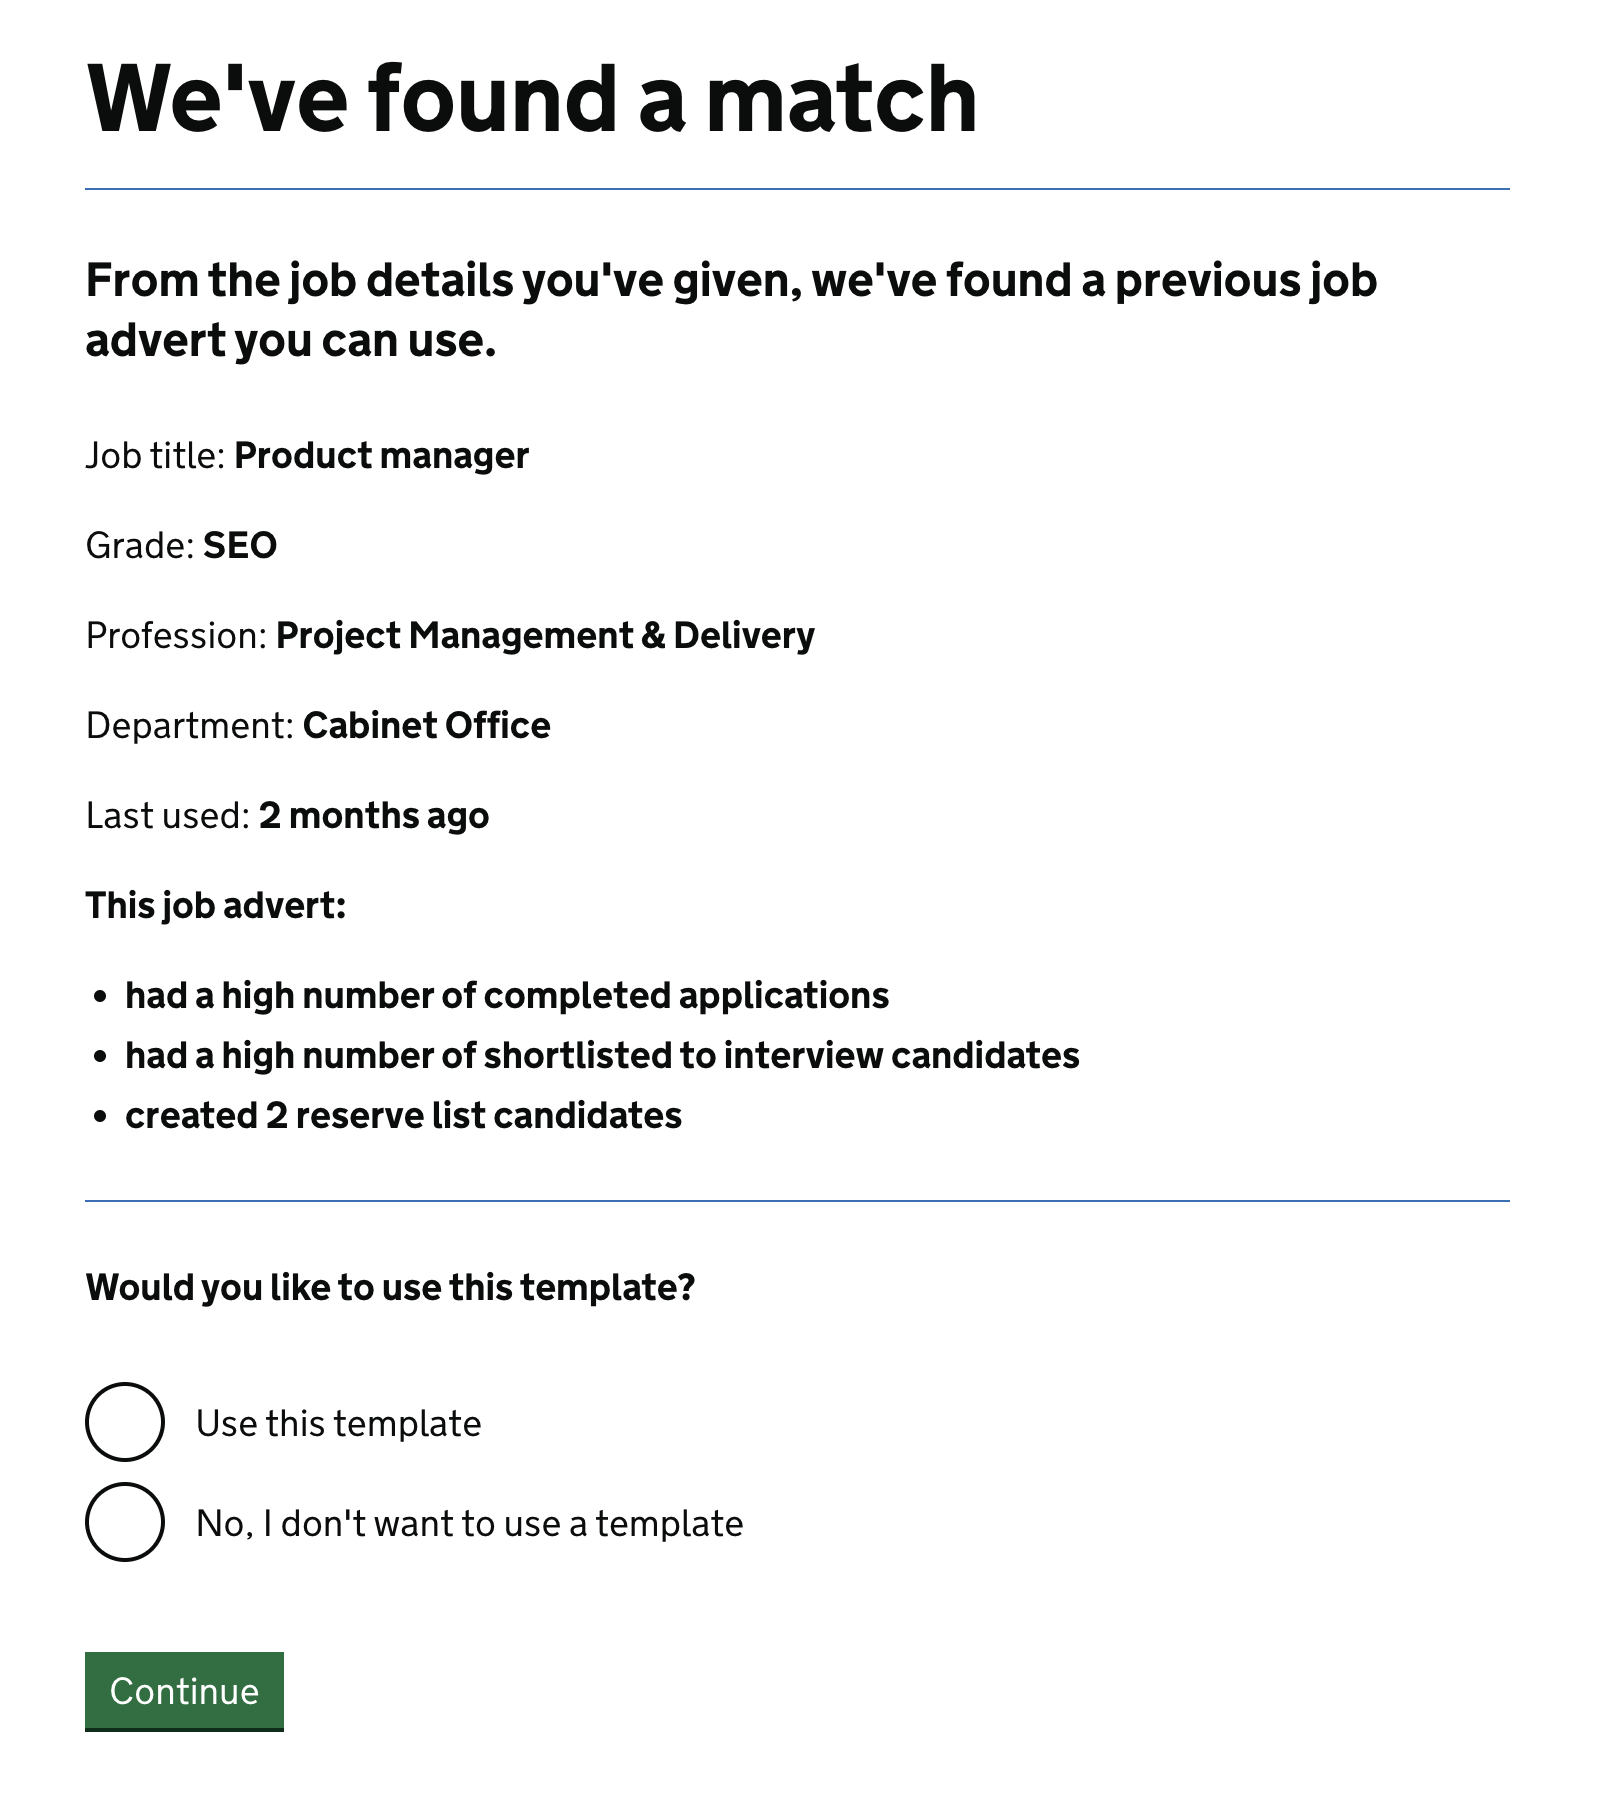 We've found a match
From the job details you've given, we've found a previous job
advert you can use.
Job title: Product manager
Grade: SEO
Profession: Project Management & Delivery
Department: Cabinet Office
Last used: 2 months ago
This job advert:
• had a high number of completed applications
• had a high number of shortlisted to interview candidates
• created 2 reserve list candidates
Would you like to use this template?
Use this template
No, I don't want to use a template
Continue